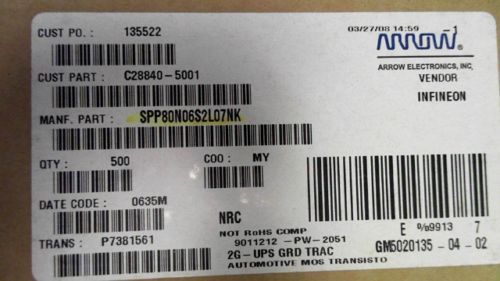 CUST PO. : 135522
03/27/08 14:59 -1
ARROW
ARROW ELECTRONICS, INC.
VENDOR
INFINEON
CUST PART : C28840-5001
MANF. PART : SPP80N06S2L07NK
QTY : 500 COO : MY
DATE CODE : 0635M
TRANS : P7381561
NRC
NOT RoHS COMP
9011212 -PW-2051
2G-UPS GRD TRAC
AUTOMOTIVE MOS TRANSISTO
E 7
GM5020135-04-02